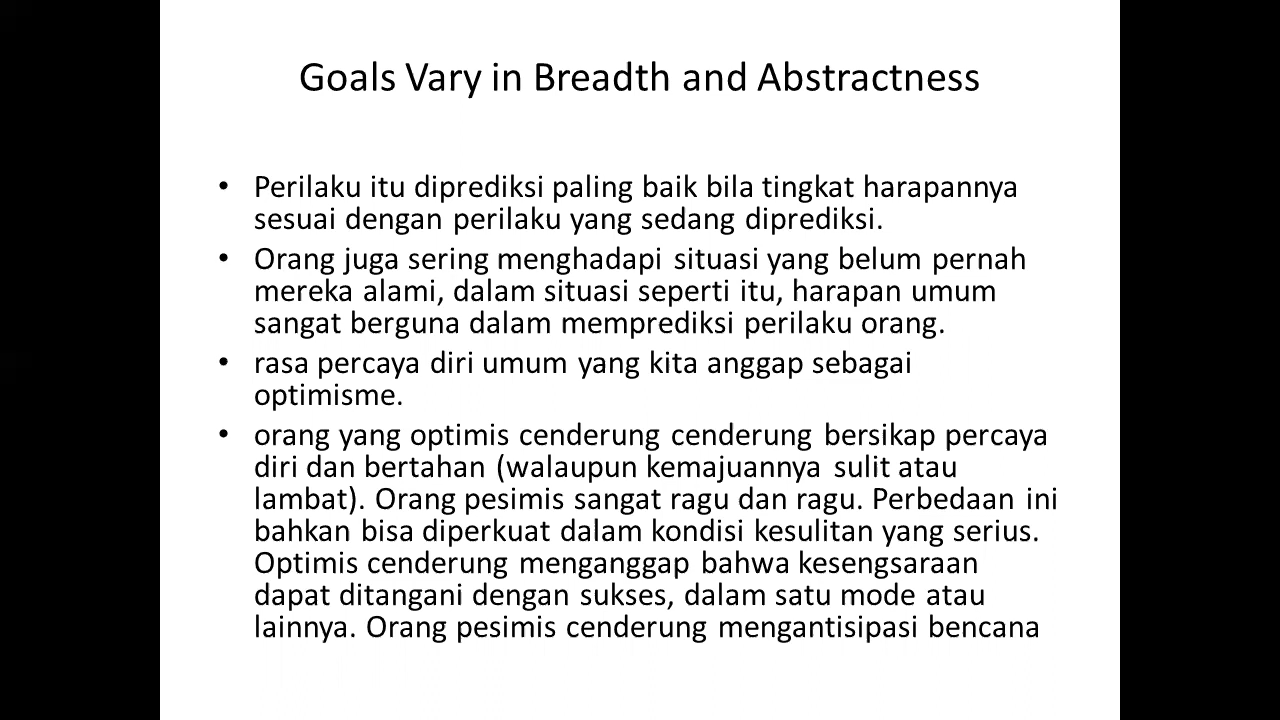 Goals Vary in Breadth and Abstractness
• Perilaku itu diprediksi paling baik bila tingkat harapannya
sesuai dengan perilaku yang sedang diprediksi.
• Orang juga sering menghadapi situasi yang belum pernah
mereka alami, dalam situasi seperti itu, harapan umum
sangat berguna dalam memprediksi perilaku orang.
• rasa percaya diri umum yang kita anggap sebagai
optimisme.
• orang yang optimis cenderung cenderung bersikap percaya
diri dan bertahan (walaupun kemajuannya sulit atau
lambat). Orang pesimis sangat ragu dan ragu. Perbedaan ini
bahkan bisa diperkuat dalam kondisi kesulitan yang serius.
Optimis cenderung menganggap bahwa kesengsaraan
dapat ditangani dengan sukses, dalam satu mode atau
lainnya. Orang pesimis cenderung mengantisipasi bencana